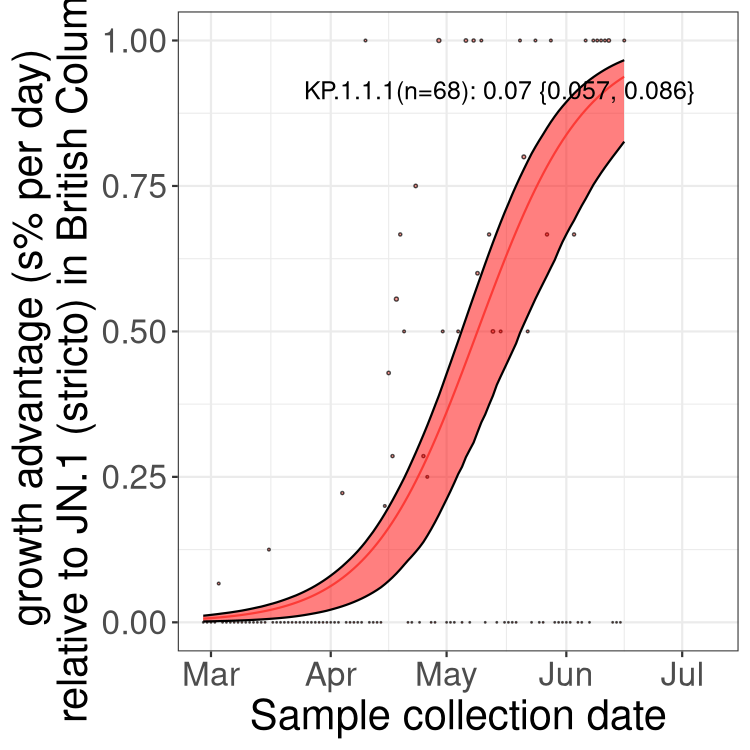 growth advantage (s% per day)
relative to JN.1 (stricto) in British Colum
1.00
0.75
0.50
0.25
0.00
KP.1.1.1(n=68): 0.07 {0.057, 0.086}
Mar Apr May Jun Jul
Sample collection date